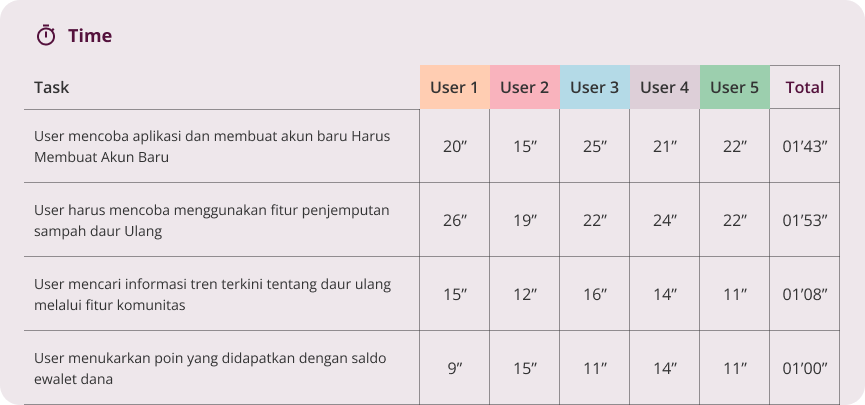 Time
Task User 1 User 2 User 3 User 4 User 5 Total
User mencoba aplikasi dan membuat akun baru Harus
Membuat Akun Baru
20” 15” 25” 21” 22” 01’43”
User harus mencoba menggunakan fitur penjemputan
sampah daur Ulang
26” 19” 22” 24” 22” 01’53”
User mencari informasi tren terkini tentang daur ulang
melalui fitur komunitas
15” 12” 16” 14” 11” 01’08”
User menukarkan poin yang didapatkan dengan saldo
ewalet dana
9” 15” 11” 14” 11” 01’00”